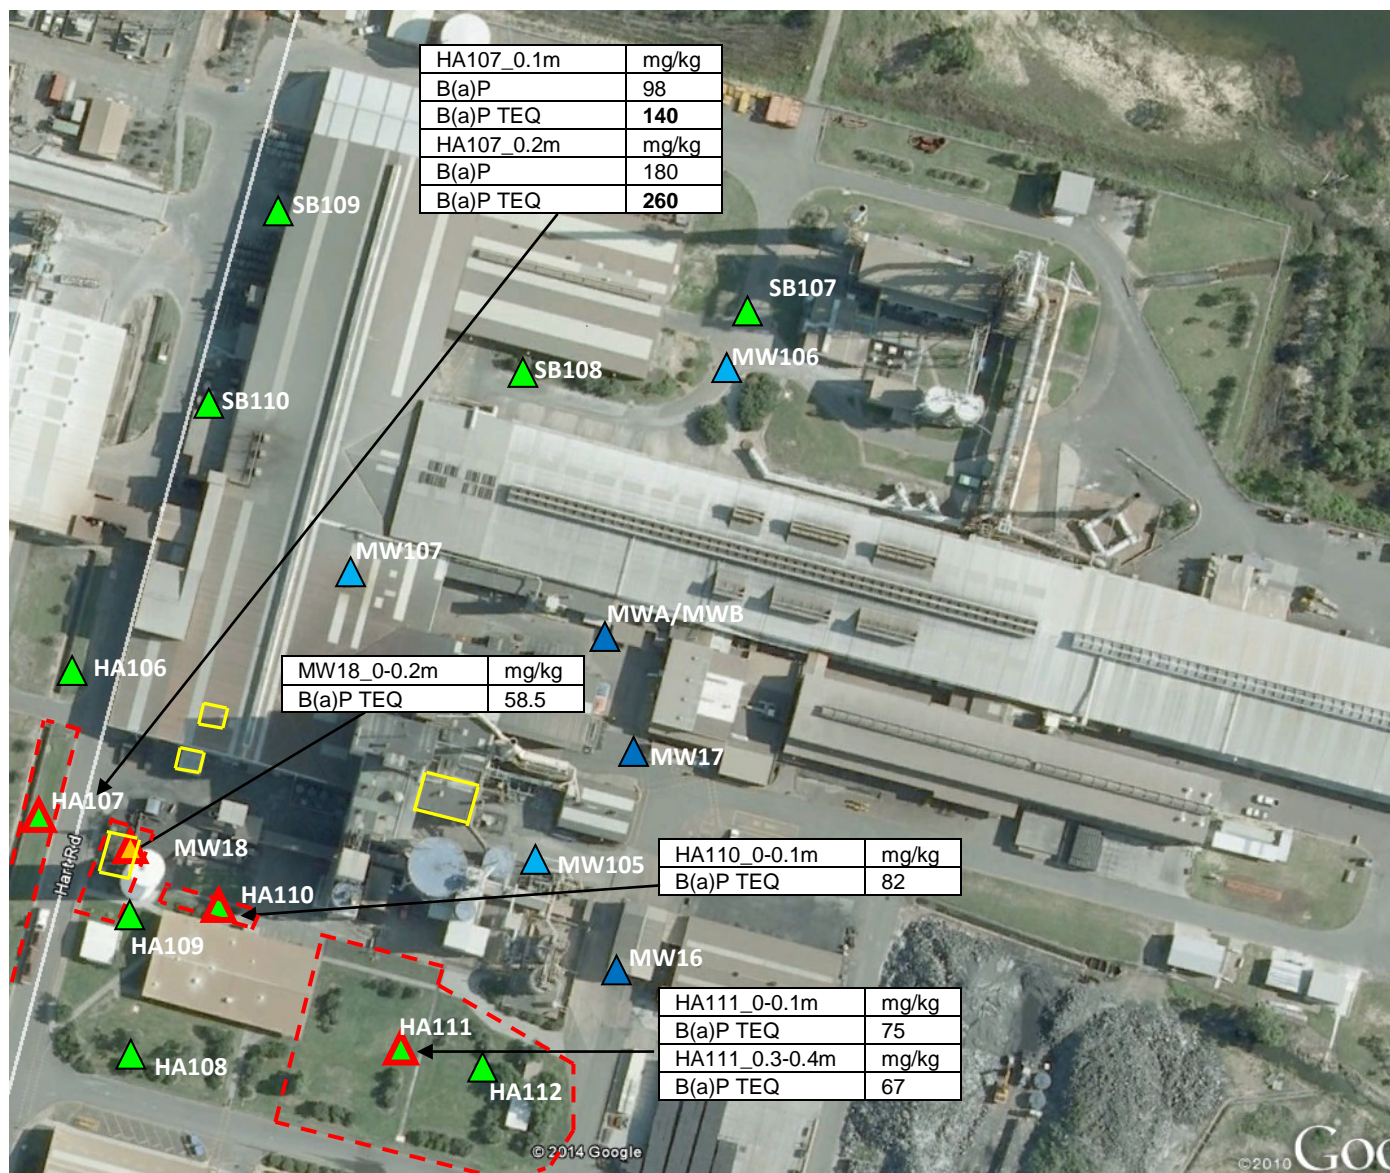 HA107_0.1m mg/kg
B(a)P 98
B(a)P TEQ 140
HA107_0.2m mg/kg
B(a)P 180
B(a)P TEQ 260
SB109
SB107
MW106
SB108
SB110
MW107
MWA/MWB
HA106
MW18_0-0.2m mg/kg
B(a)P TEQ 58.5
MW17
HA107
MW18
Hart Rd
MW105
HA110_0-0.1m mg/kg
B(a)P TEQ 82
HA110
HA109
MW16
HA111_0-0.1m mg/kg
B(a)P TEQ 75
HA111_0.3-0.4m mg/kg
B(a)P TEQ 67
HA111
HA108
HA112
© 2014 Google
©2010
Goo